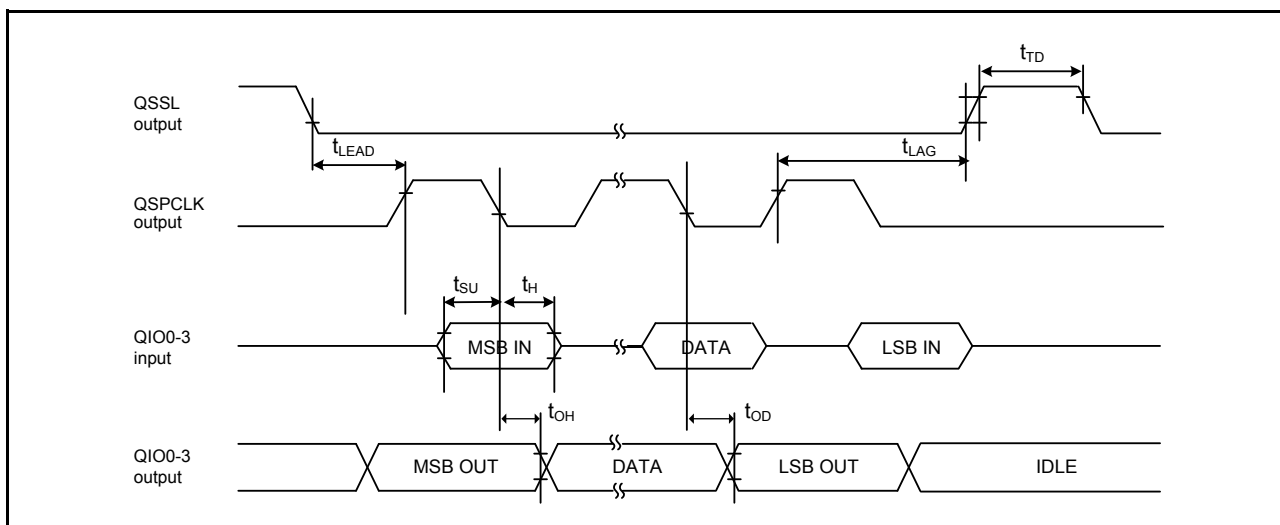 QSSL
output
tTD
tLEAD
tLAG
QSPCLK
output
tSU
tH
QIO0-3
input
MSB IN
DATA
LSB IN
tOH
tOD
QIO0-3
output
MSB OUT
DATA
LSB OUT
IDLE